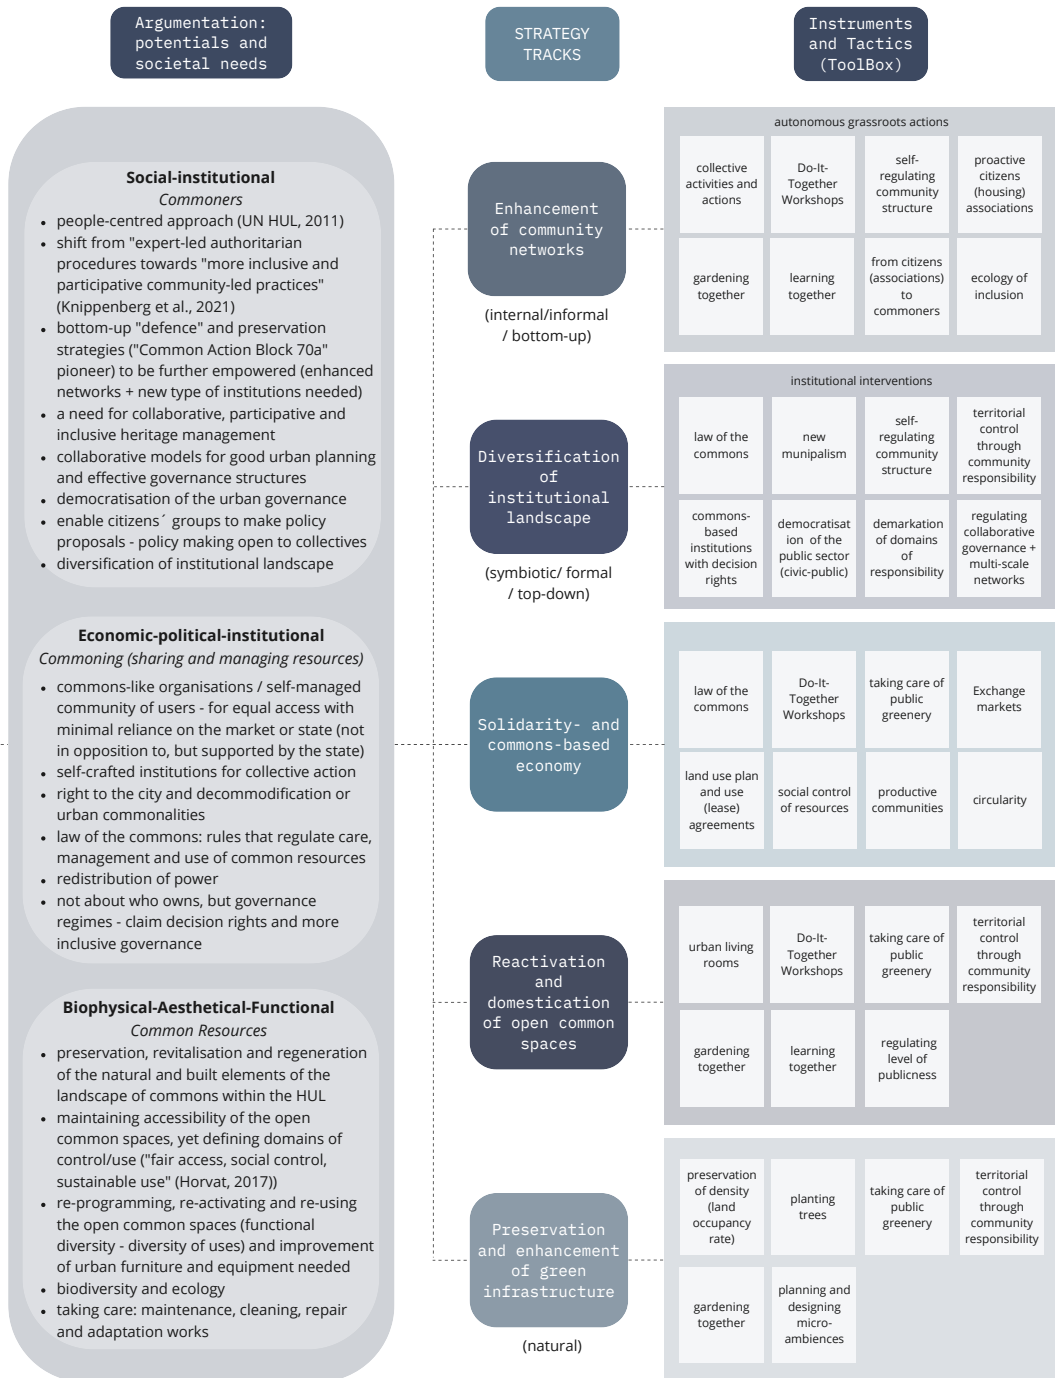 Argumentation:
potentials and
societal needs
STRATEGY
TRACKS
Instruments
and Tactics
(ToolBox)
Social-institutional
Commoners
• people-centred approach (UN HUL, 2011)
• shift from "expert-led authoritarian
procedures towards "more inclusive and
participative community-led practices"
(Knippenberg et al., 2021)
• bottom-up "defence" and preservation
strategies ("Common Action Block 70a"
pioneer) to be further empowered (enhanced
networks + new type of institutions needed)
• a need for collaborative, participative and
inclusive heritage management
• collaborative models for good urban planning
and effective governance structures
• democratisation of the urban governance
• enable citizens´ groups to make policy
proposals - policy making open to collectives
• diversification of institutional landscape
Economic-political-institutional
Commoning (sharing and managing resources)
• commons-like organisations / self-managed
community of users - for equal access with
minimal reliance on the market or state (not
in opposition to, but supported by the state)
• self-crafted institutions for collective action
• right to the city and decommodification or
urban commonalities
• law of the commons: rules that regulate care,
management and use of common resources
• redistribution of power
• not about who owns, but governance
regimes - claim decision rights and more
inclusive governance
Biophysical-Aesthetical-Functional
Common Resources
• preservation, revitalisation and regeneration
of the natural and built elements of the
landscape of commons within the HUL
• maintaining accessibility of the open
common spaces, yet defining domains of
control/use ("fair access, social control,
sustainable use" (Horvat, 2017))
• re-programming, re-activating and re-using
the open common spaces (functional
diversity - diversity of uses) and improvement
of urban furniture and equipment needed
• biodiversity and ecology
• taking care: maintenance, cleaning, repair
and adaptation works
Enhancement
of community
networks
(internal/informal
/ bottom-up)
autonomous grassroots actions
collective
activities and
actions
Do-It-
Together
Workshops
self-
regulating
community
structure
proactive
citizens
(housing)
associations
gardening
together
learning
together
from citizens
(associations)
to
commoners
ecology of
inclusion
Diversification
of
institutional
landscape
(symbiotic/ formal
/ top-down)
institutional interventions
law of the
commons
new
munipalism
self-
regulating
community
structure
territorial
control
through
community
responsibility
commons-
based
institutions
with decision
rights
democratisat
ion of the
public sector
(civic-public)
demarkation
of domains
of
responsibility
regulating
collaborative
governance +
multi-scale
networks
Solidarity- and
commons-based
economy
law of the
commons
Do-It-
Together
Workshops
taking care of
public
greenery
Exchange
markets
land use plan
and use
(lease)
agreements
social control
of resources
productive
communities
circularity
Reactivation
and
domestication
of open common
spaces
urban living
rooms
Do-It-
Together
Workshops
taking care of
public
greenery
territorial
control
through
community
responsibility
gardening
together
learning
together
regulating
level of
publicness
Preservation
and enhancement
of green
infrastructure
(natural)
preservation
of density
(land
occupancy
rate)
planting
trees
taking care of
public
greenery
territorial
control
through
community
responsibility
gardening
together
planning and
designing
micro-
ambiences